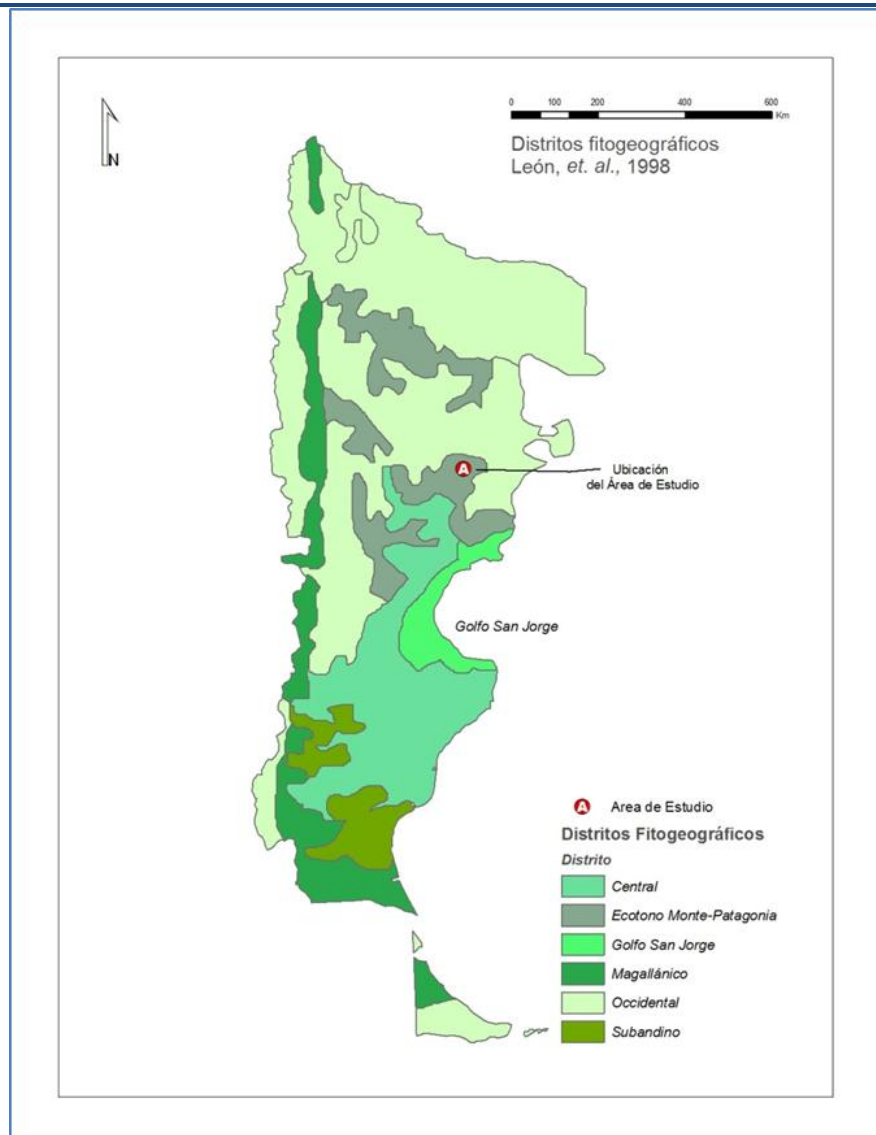 0 100 200 400 600
Km
Distritos fitogeográficos
León, et. al., 1998
N
A
Ubicación
del Área de Estudio
Golfo San Jorge
A Area de Estudio
Distritos Fitogeográficos
Distrito
Central
Ecotono Monte-Patagonia
Golfo San Jorge
Magallánico
Occidental
Subandino